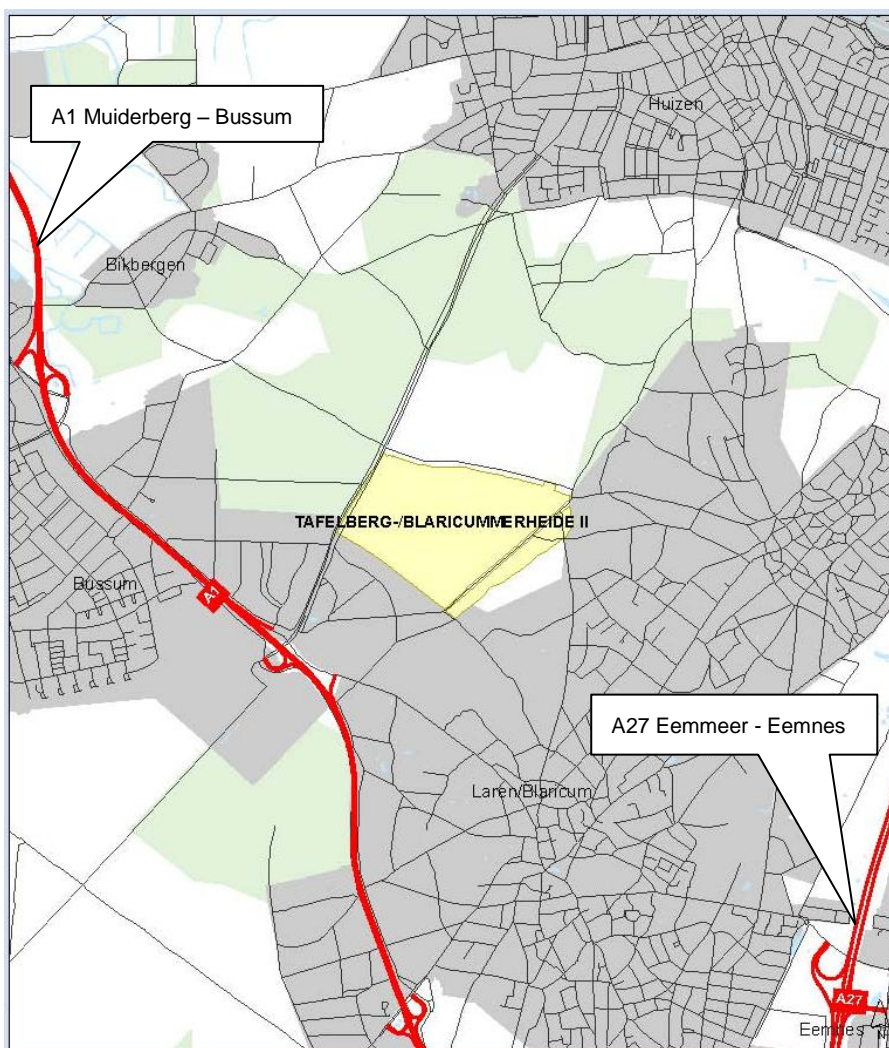 Huizen
A1 Muiderberg – Bussum
Bikbergen
TAFELBERG-/BLARICUMMERHEIDE II
Bussum
A1
A27 Eemmeer - Eemnes
Laren/Blaricum
A27
Eemnes